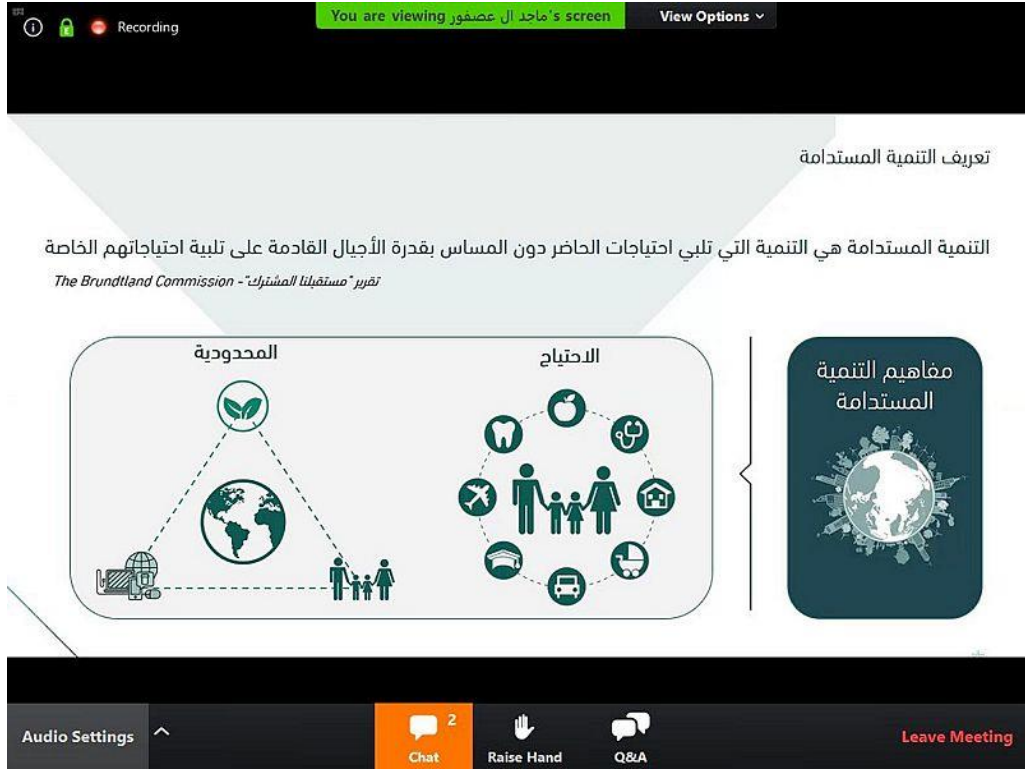 Recording
You are viewing ماجد ال عصفور's screen
View Options
تعريف التنمية المستدامة
التنمية المستدامة هي التنمية التي تلبي احتياجات الحاضر دون المساس بقدرة الأجيال القادمة على تلبية احتياجاتهم الخاصة
تقرير "مستقبلنا المشترك"- The Brundtland Commission
مفاهيم التنمية
المستدامة
الاحتياج
المحدودية
Audio Settings
2
Chat
Raise Hand
Q&A
Leave Meeting